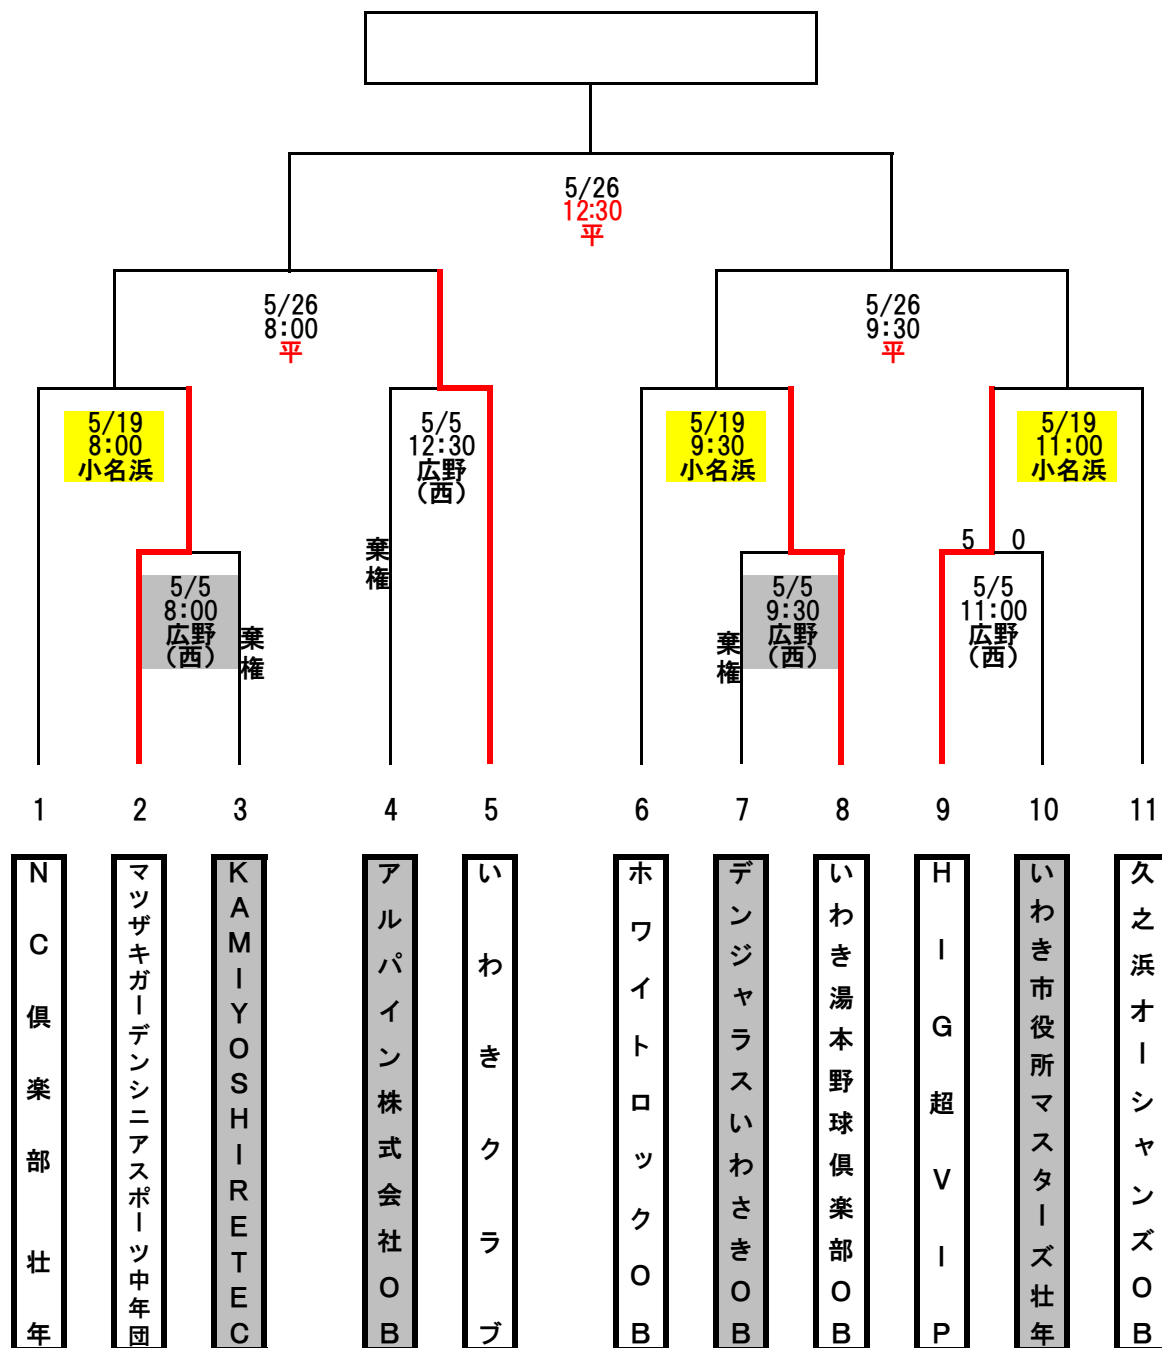 5/26
12:30
平
5/26
8:00
平
5/26
9:30
平
5/19
8:00
小名浜
5/5
12:30
広野
(西)
5/19
9:30
小名浜
5/19
11:00
小名浜
棄権
5 0
5/5
8:00
広野
(西)
棄権
棄権
5/5
9:30
広野
(西)
5/5
11:00
広野
(西)
1 2 3 4 5 6 7 8 9 10 11
NC倶楽部 壮年
マツザキガーデンシニアスポーツ中年団
KAMIYOSHIRETEC
アルパイン株式会社OB
いわきクラブ
ホワイトロックOB
デンジャラスいわさきOB
いわき湯本野球倶楽部OB
HIG超VIP
いわき市役所マスターズ壮年
久之浜オーシャンズOB